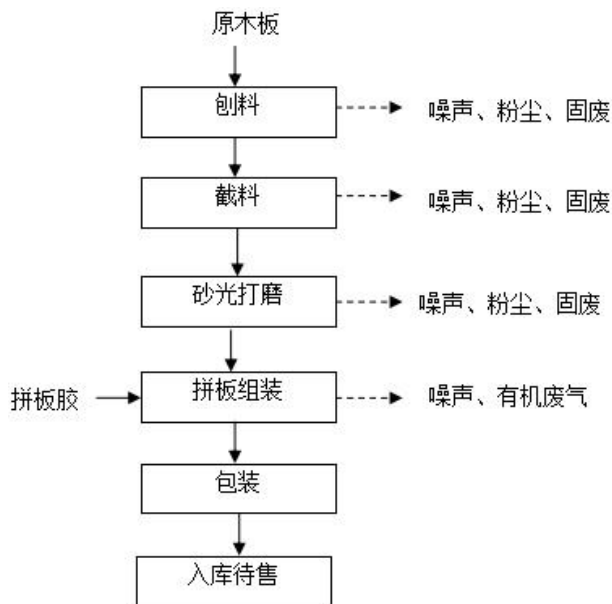 原木板
刨料
噪声、粉尘、固废
截料
噪声、粉尘、固废
砂光打磨
噪声、粉尘、固废
拼板胶
拼板组装
噪声、有机废气
包装
入库待售